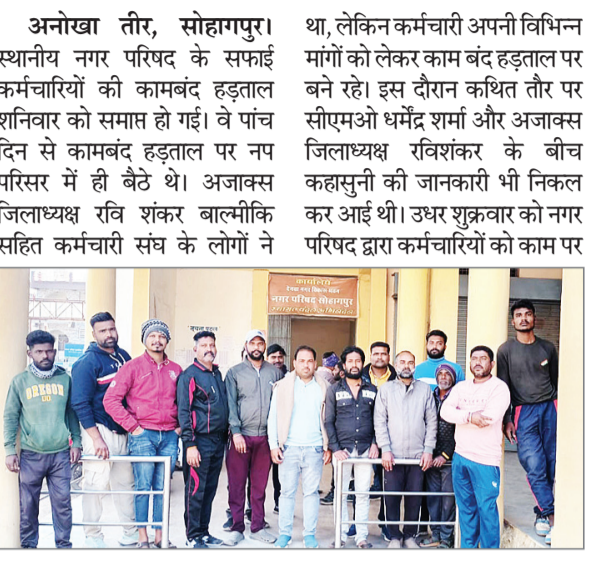 अनोखा तीर, सोहागपुर।
स्थानीय नगर परिषद के सफाई
कर्मचारियों की कामबंद हड़ताल
शनिवार को समाप्त हो गई। वे पांच
दिन से कामबंद हड़ताल पर नप
परिसर में ही बैठे थे। अजाक्स
जिलाध्यक्ष रवि शंकर बाल्मीकि
सहित कर्मचारी संघ के लोगों ने
था, लेकिन कर्मचारी अपनी विभिन्न
मांगों को लेकर काम बंद हड़ताल पर
बने रहे। इस दौरान कथित तौर पर
सीएमओ धर्मेंद्र शर्मा और अजाक्स
जिलाध्यक्ष रविशंकर के बीच
कहासुनी की जानकारी भी निकल
कर आई थी। उधर शुक्रवार को नगर
परिषद द्वारा कर्मचारियों को काम पर
कार्यालय
नगर परिषद सोहागपुर
OREGON